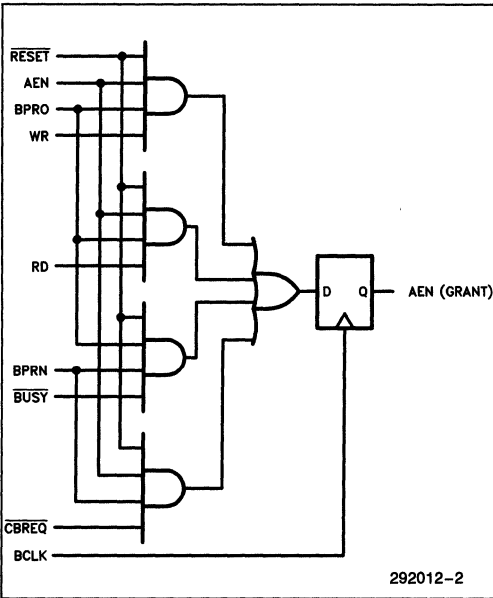 RESET
AEN
BPRO
WR
RD
BPRN
BUSY
CBREQ
BCLK
D Q
AEN (GRANT)
292012-2